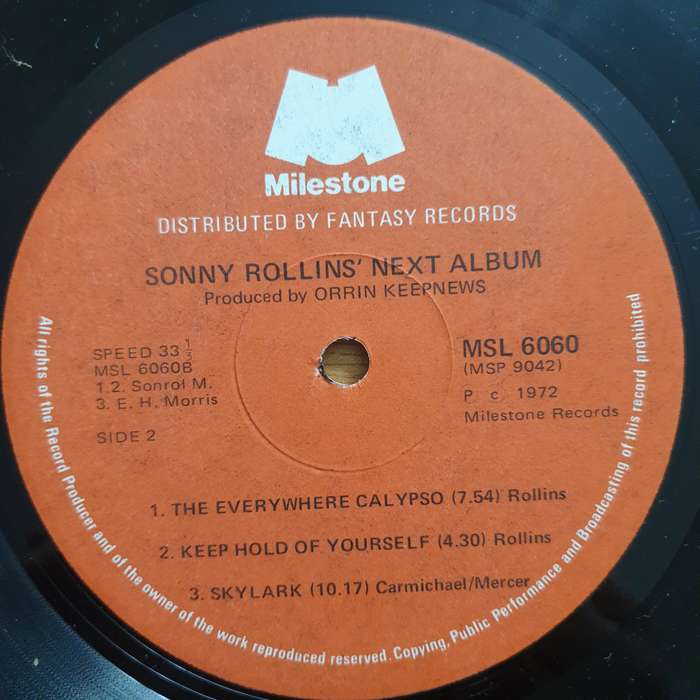 Milestone
DISTRIBUTED BY FANTASY RECORDS
SONNY ROLLINS' NEXT ALBUM
Produced by ORRIN KEEPNEWS
SPEED 33 1/3
MSL 6060B
1.2. Sonrol M.
3. E. H. Morris
SIDE 2
MSL 6060
(MSP 9042)
P c 1972
Milestone Records
1. THE EVERYWHERE CALYPSO (7.54) Rollins
2. KEEP HOLD OF YOURSELF (4.30) Rollins
3. SKYLARK (10.17) Carmichael/Mercer
All rights of the Record Producer and of the owner of the work reproduced reserved. Copying, Public Performance and Broadcasting of this record prohibited